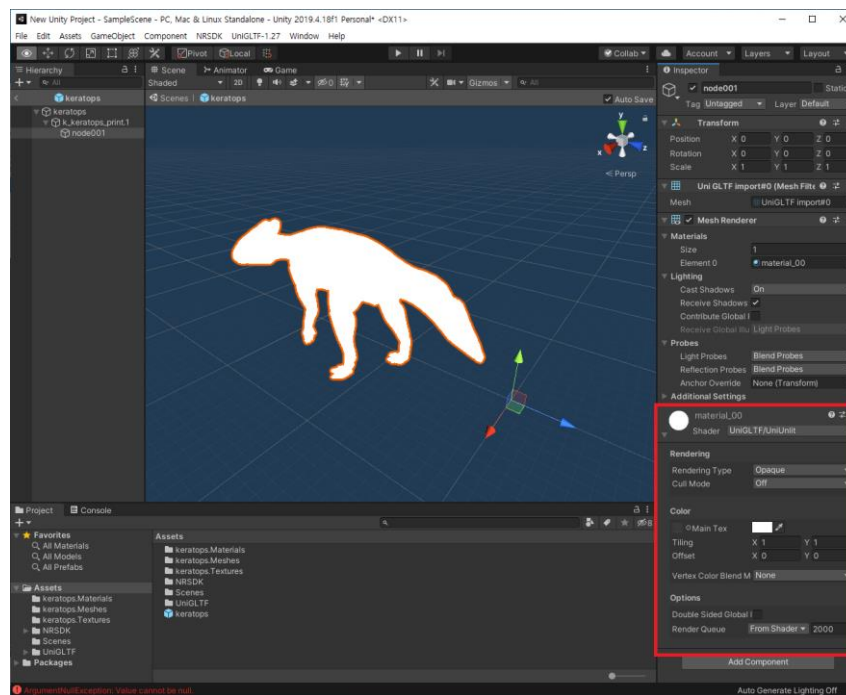 New Unity Project - SampleScene - PC, Mac & Linux Standalone - Unity 2019.4.18f1 Personal* <DX11>
File Edit Assets GameObject Component NRSDK UniGLTF-1.27 Window Help
Pivot Local Collab Account Layers Layout
Hierarchy Scene Animator Game Inspector
All Shaded 2D 0 Gizmos All node001 Static
keratops Scenes keratops Auto Save Tag Untagged Layer Default
keratops
k_keratops_print.1
node001
y
x
z
Persp
Transform
Position X 0 Y 0 Z 0
Rotation X 0 Y 0 Z 0
Scale X 1 Y 1 Z 1
Uni GLTF import#0 (Mesh Filte
Mesh UniGLTF import#0
Mesh Renderer
Materials
Size 1
Element 0 material_00
Lighting
Cast Shadows On
Receive Shadows
Contribute Global I
Receive Global Illu Light Probes
Probes
Light Probes Blend Probes
Reflection Probes Blend Probes
Anchor Override None (Transform)
Additional Settings
material_00
Shader UniGLTF/UniUnlit
Rendering
Rendering Type Opaque
Cull Mode Off
Color
Main Tex
Tiling X 1 Y 1
Offset X 0 Y 0
Vertex Color Blend M None
Options
Double Sided Global I
Render Queue From Shader 2000
Add Component
Project Console
8
Favorites
All Materials
All Models
All Prefabs
Assets
keratops.Materials
keratops.Meshes
keratops.Textures
NRSDK
Scenes
UniGLTF
Packages
Assets
keratops.Materials
keratops.Meshes
keratops.Textures
NRSDK
Scenes
UniGLTF
keratops
ArgumentNullException: Value cannot be null.
Auto Generate Lighting Off